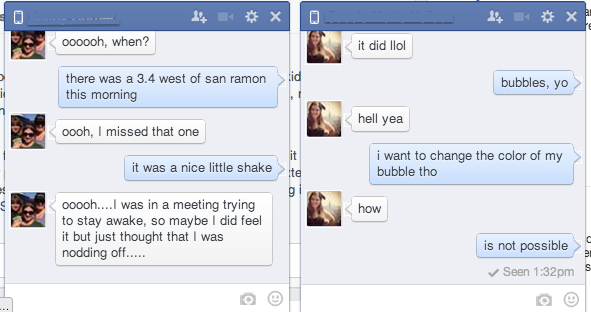 oooooh, when?
there was a 3.4 west of san ramon
this morning
oooh, I missed that one
it was a nice little shake
ooooh....I was in a meeting trying
to stay awake, so maybe I did feel
it but just thought that I was
nodding off.....
it did llol
bubbles, yo
hell yea
i want to change the color of my
bubble tho
how
is not possible
Seen 1:32pm